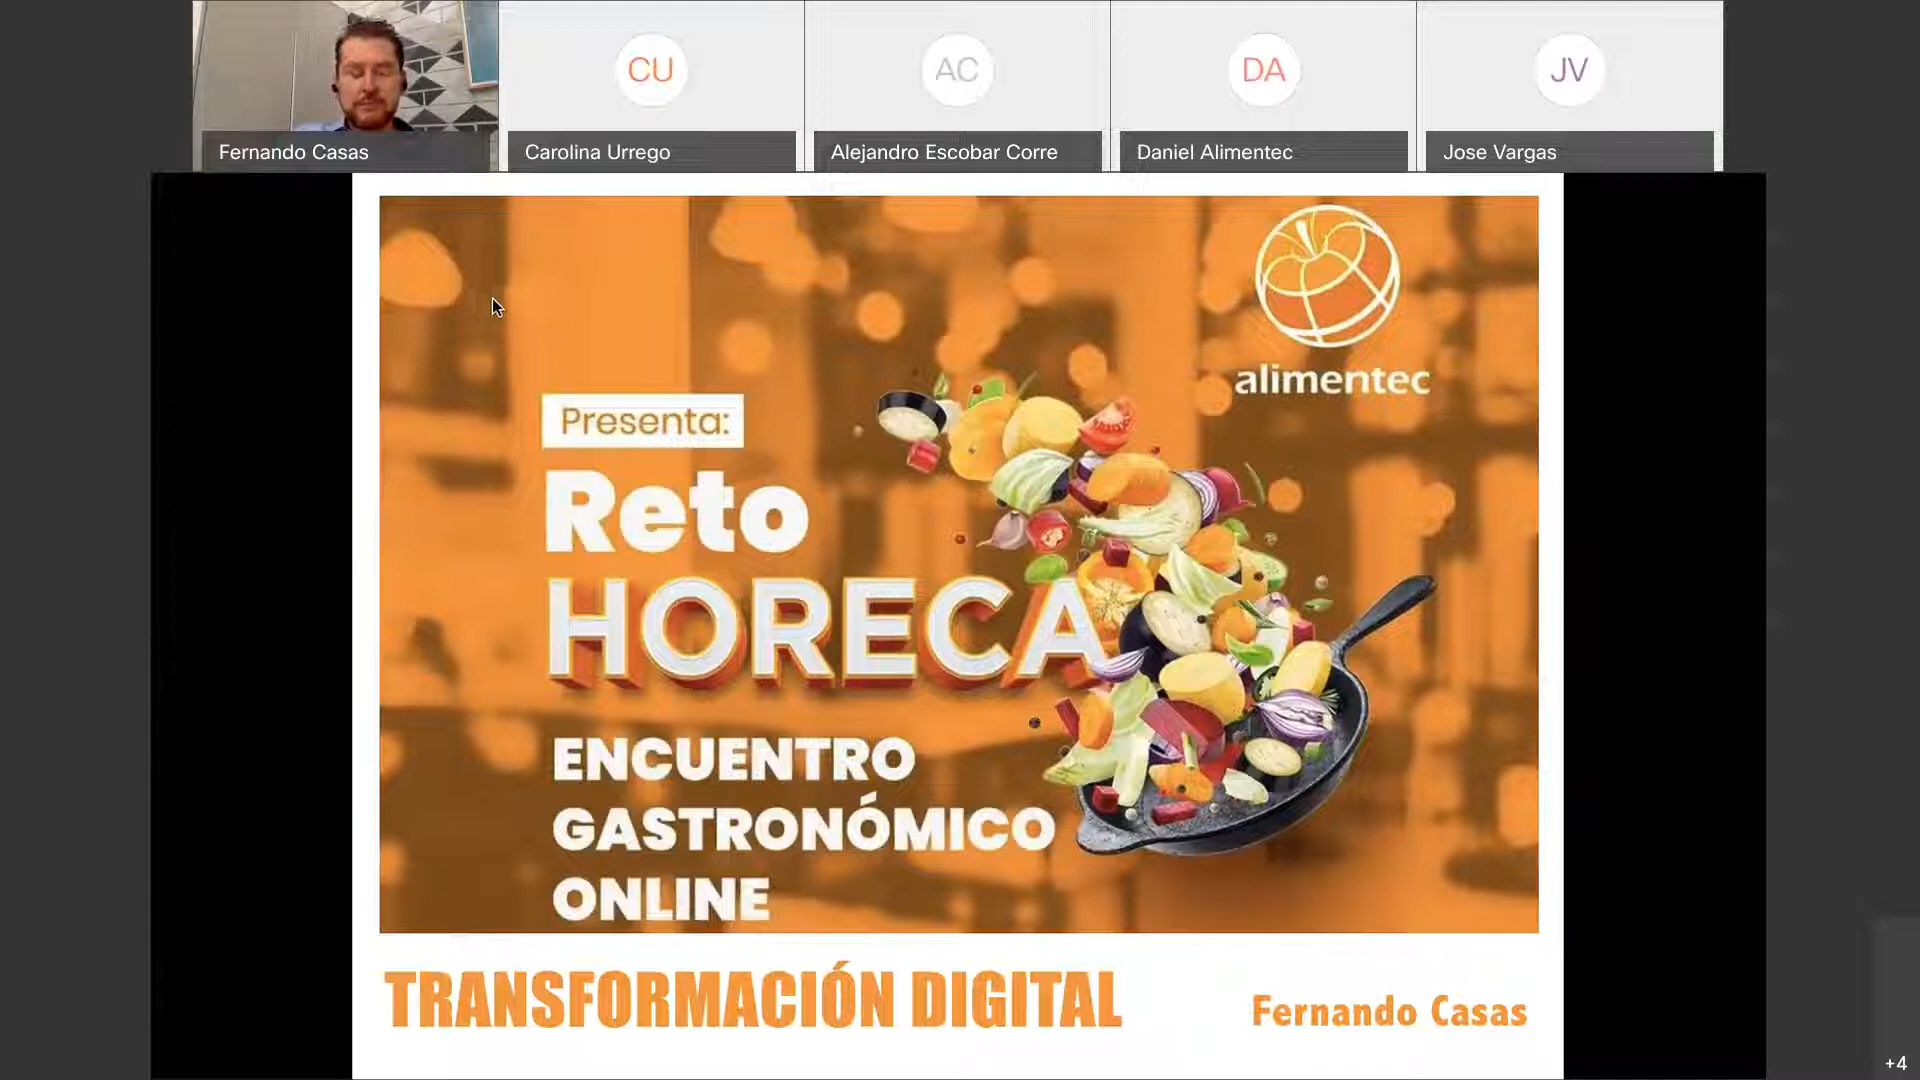 CU
AC
DA
JV
Fernando Casas
Carolina Urrego
Alejandro Escobar Corre
Daniel Alimentec
Jose Vargas
alimentec
Presenta:
Reto
HORECA
ENCUENTRO
GASTRONÓMICO
ONLINE
TRANSFORMACIÓN DIGITAL
Fernando Casas
+4